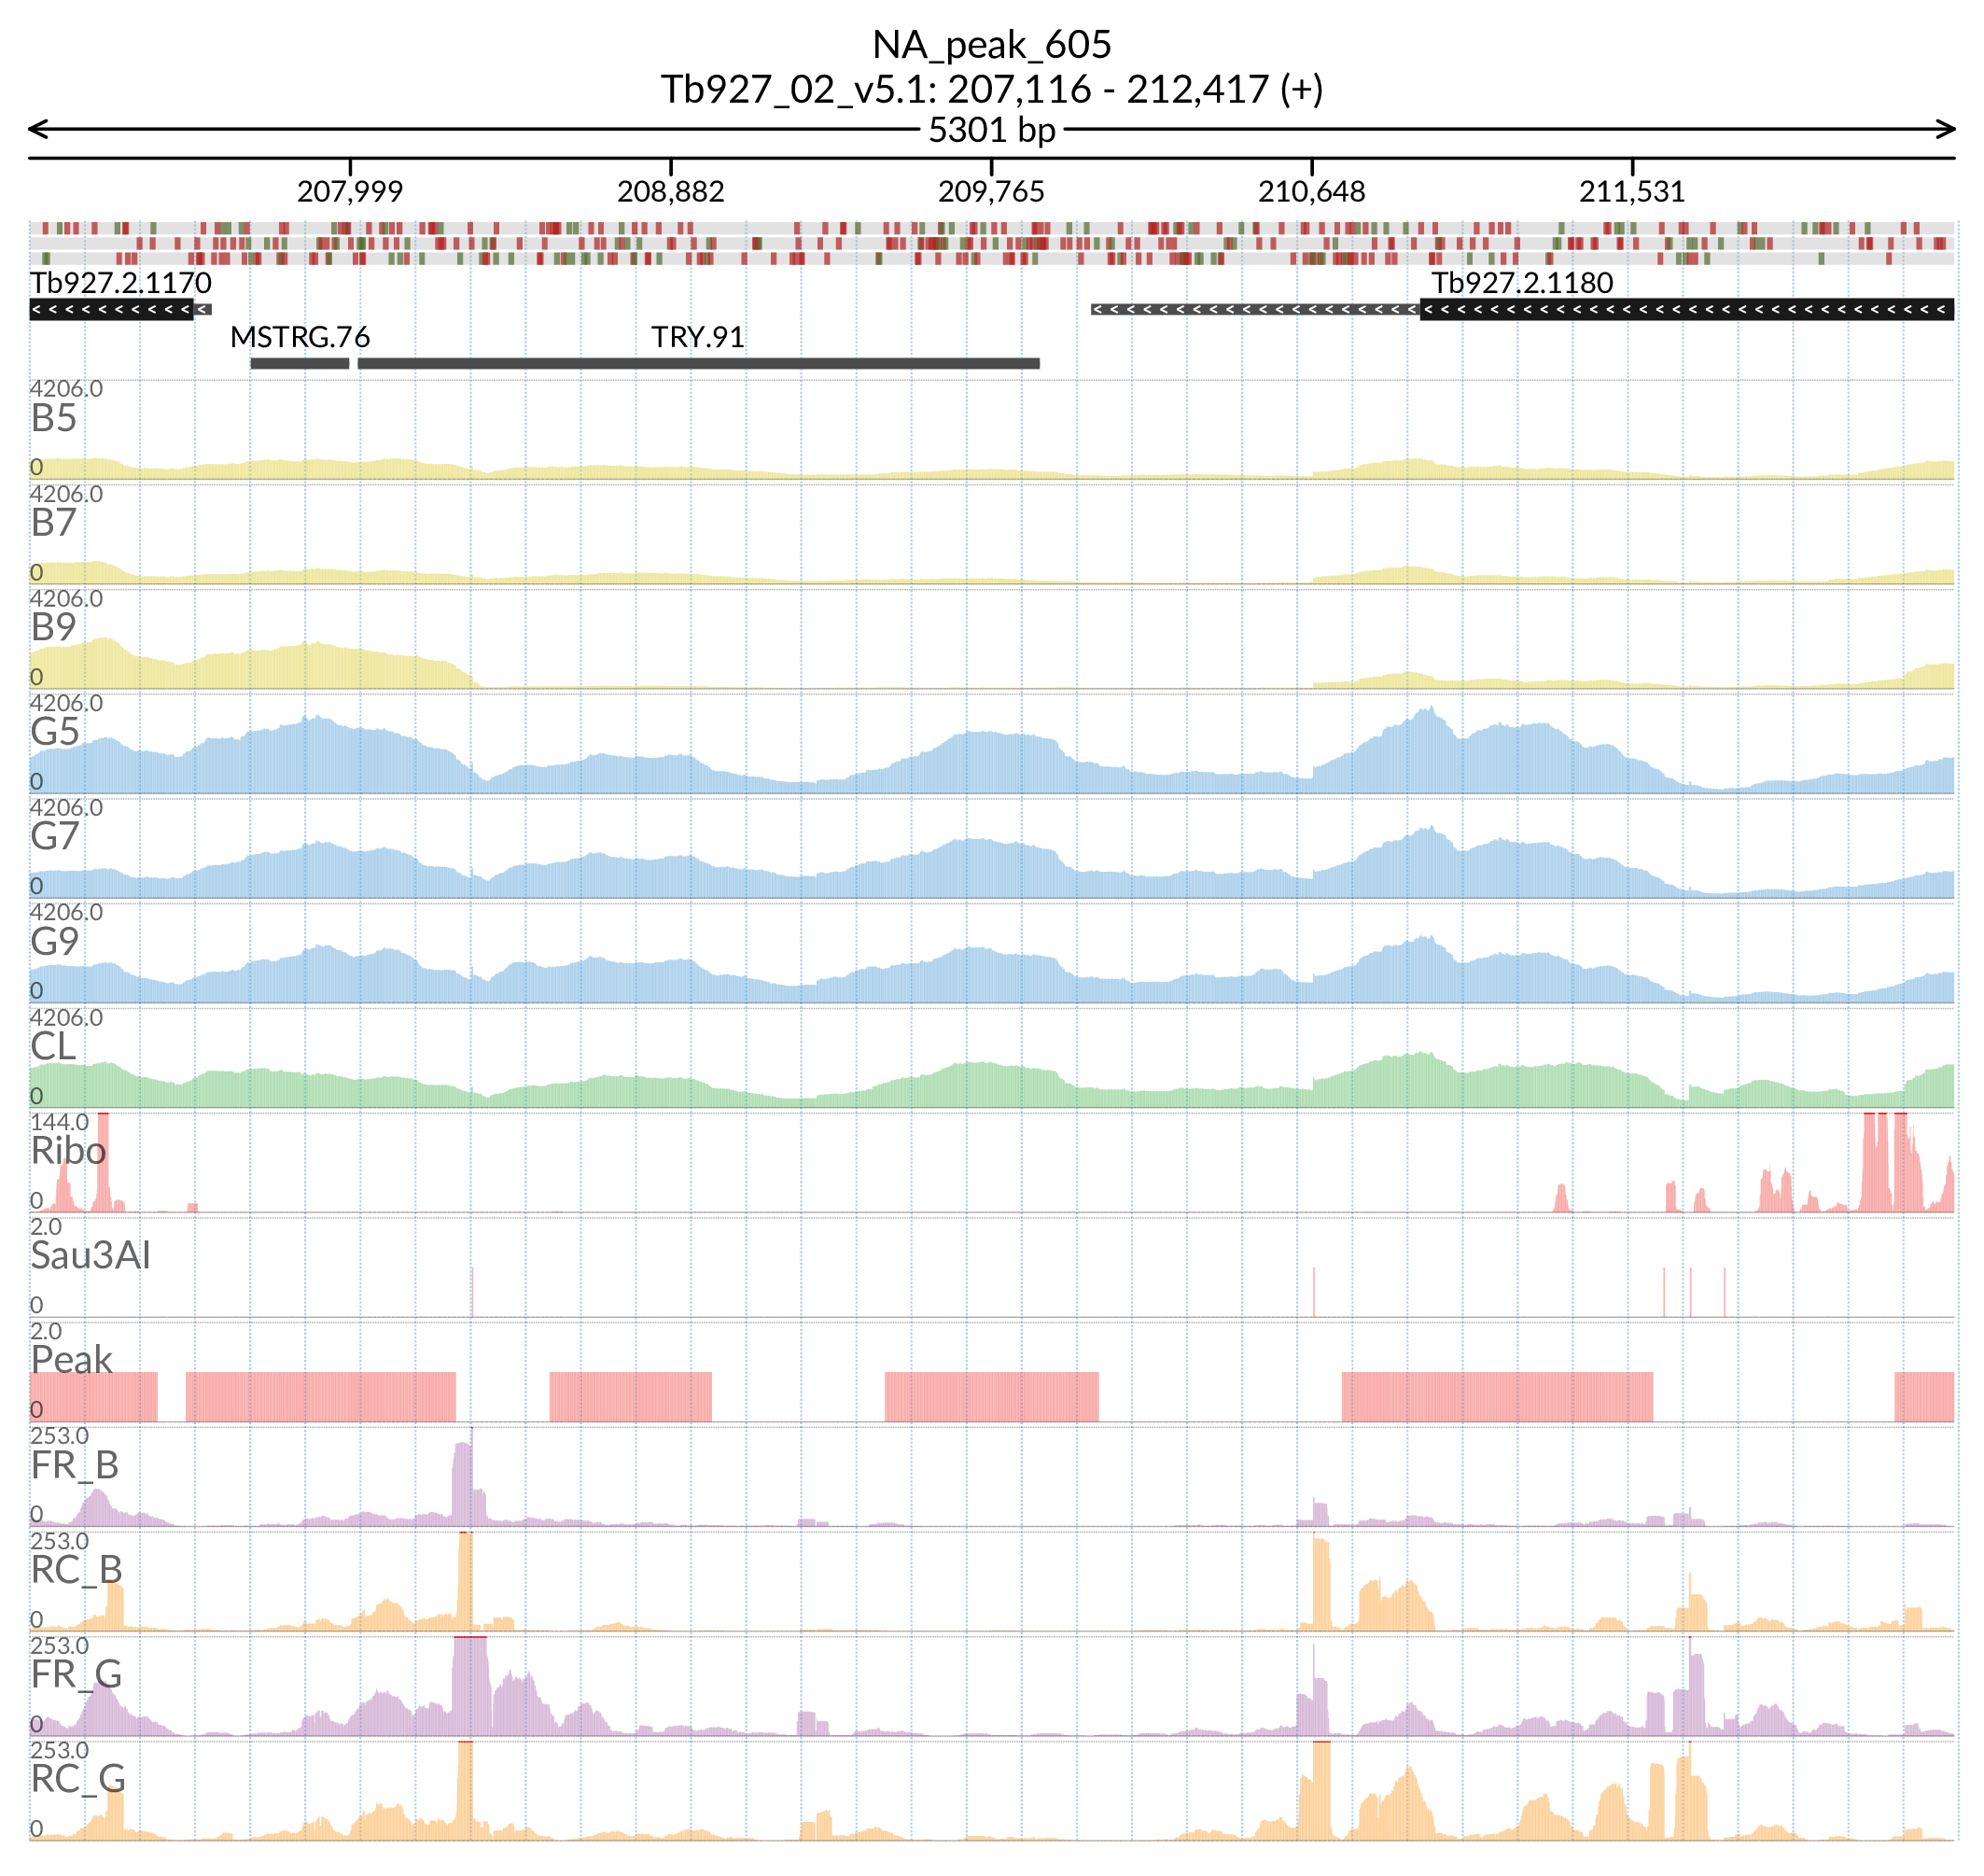 NA_peak_605
Tb927_02_v5.1: 207,116 - 212,417 (+)
5301 bp
207,999 208,882 209,765 210,648 211,531
Tb927.2.1170 Tb927.2.1180
MSTRG.76 TRY.91
4206.0
B5
0
4206.0
B7
0
4206.0
B9
0
4206.0
G5
0
4206.0
G7
0
4206.0
G9
0
4206.0
CL
0
144.0
Ribo
0
2.0
Sau3AI
0
2.0
Peak
0
253.0
FR_B
0
253.0
RC_B
0
253.0
FR_G
0
253.0
RC_G
0